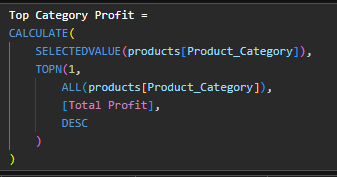 Top Category Profit =
CALCULATE(
SELECTEDVALUE(products[Product_Category]),
TOPN(1,
ALL(products[Product_Category]),
[Total Profit],
DESC
)
)